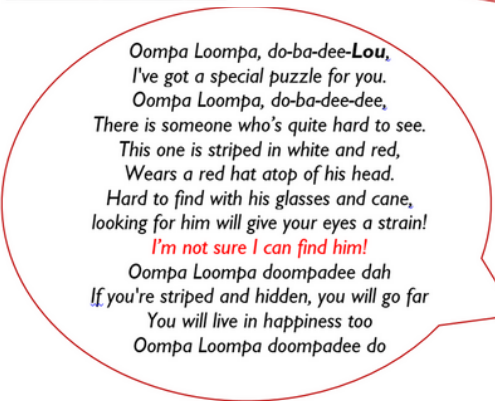 Oompa Loompa, do-ba-dee-Lou,
I've got a special puzzle for you.
Oompa Loompa, do-ba-dee-dee,
There is someone who's quite hard to see.
This one is striped in white and red,
Wears a red hat atop of his head.
Hard to find with his glasses and cane,
looking for him will give your eyes a strain!
I'm not sure I can find him!
Oompa Loompa doompadee dah
If you're striped and hidden, you will go far
You will live in happiness too
Oompa Loompa doompadee do